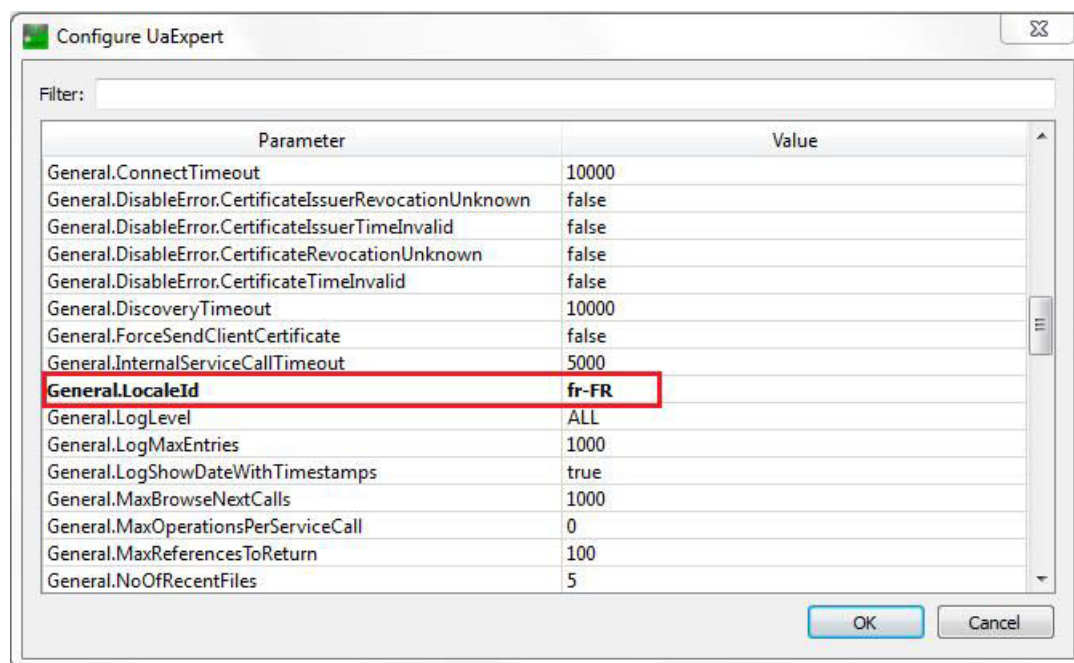 Configure UaExpert
Filter:
Parameter Value
General.ConnectTimeout 10000
General.DisableError.CertificateIssuerRevocationUnknown false
General.DisableError.CertificateIssuerTimeInvalid false
General.DisableError.CertificateRevocationUnknown false
General.DisableError.CertificateTimeInvalid false
General.DiscoveryTimeout 10000
General.ForceSendClientCertificate false
General.InternalServiceCallTimeout 5000
General.LocaleId fr-FR
General.LogLevel ALL
General.LogMaxEntries 1000
General.LogShowDateWithTimestamps true
General.MaxBrowseNextCalls 1000
General.MaxOperationsPerServiceCall 0
General.MaxReferencesToReturn 100
General.NoOfRecentFiles 5
OK Cancel